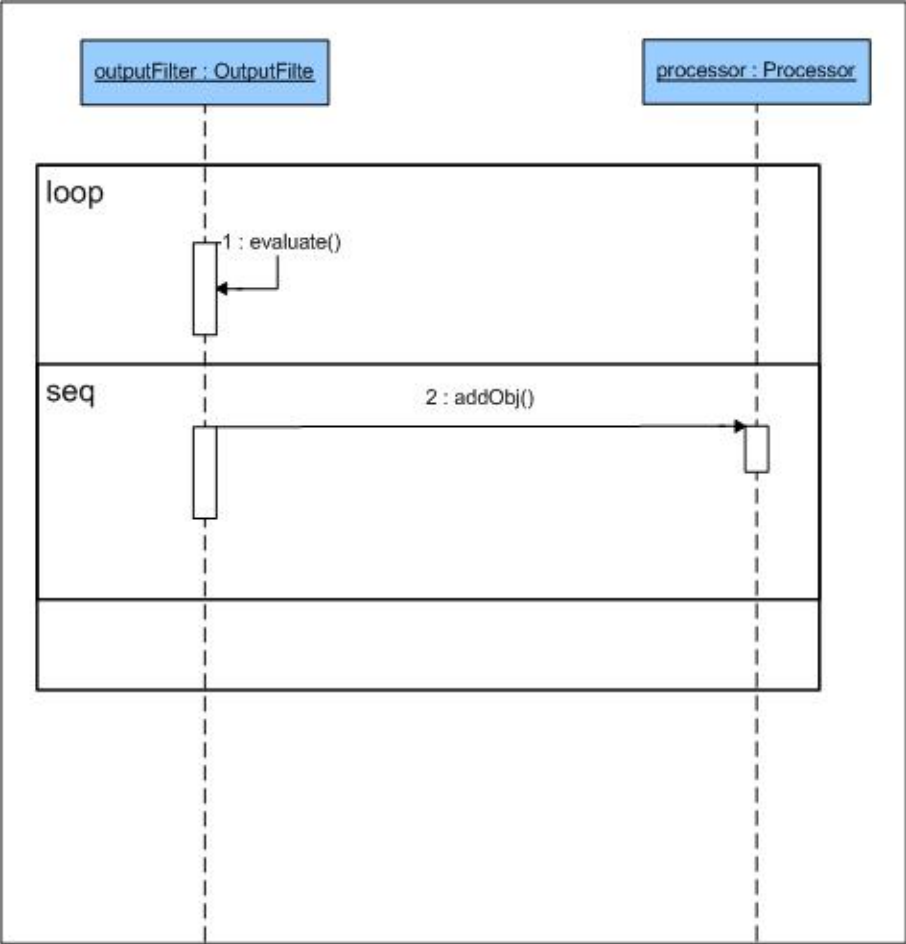 outputFilter : OutputFilte
processor : Processor
loop
1 : evaluate()
seq
2 : addObj()